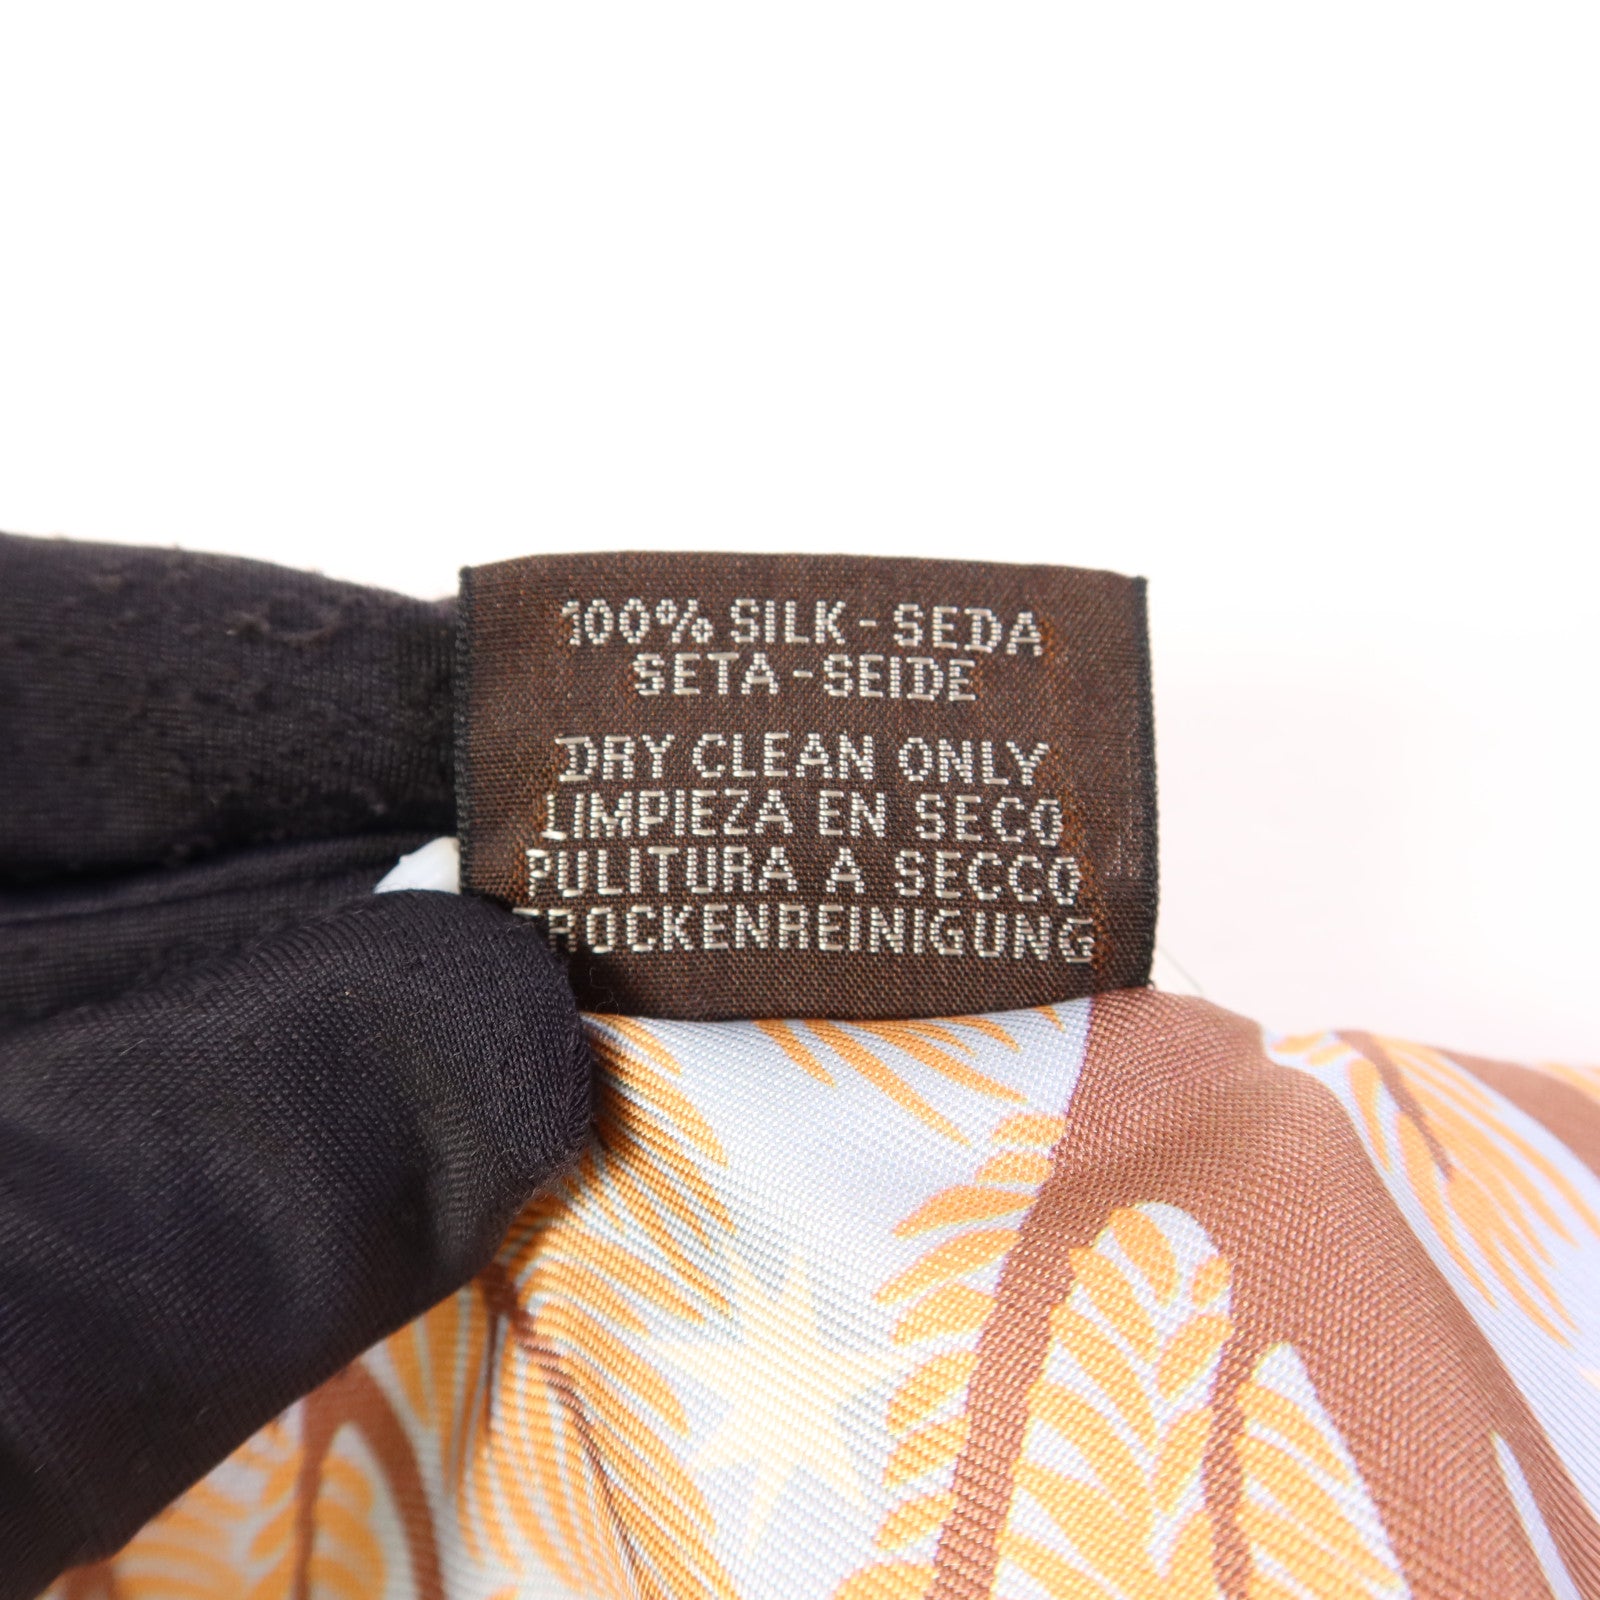 100% SILK - SEDA
SETA - SEIDE
DRY CLEAN ONLY
LIMPIEZA EN SECO
PULITURA A SECCO
TROCKENREINIGUNG